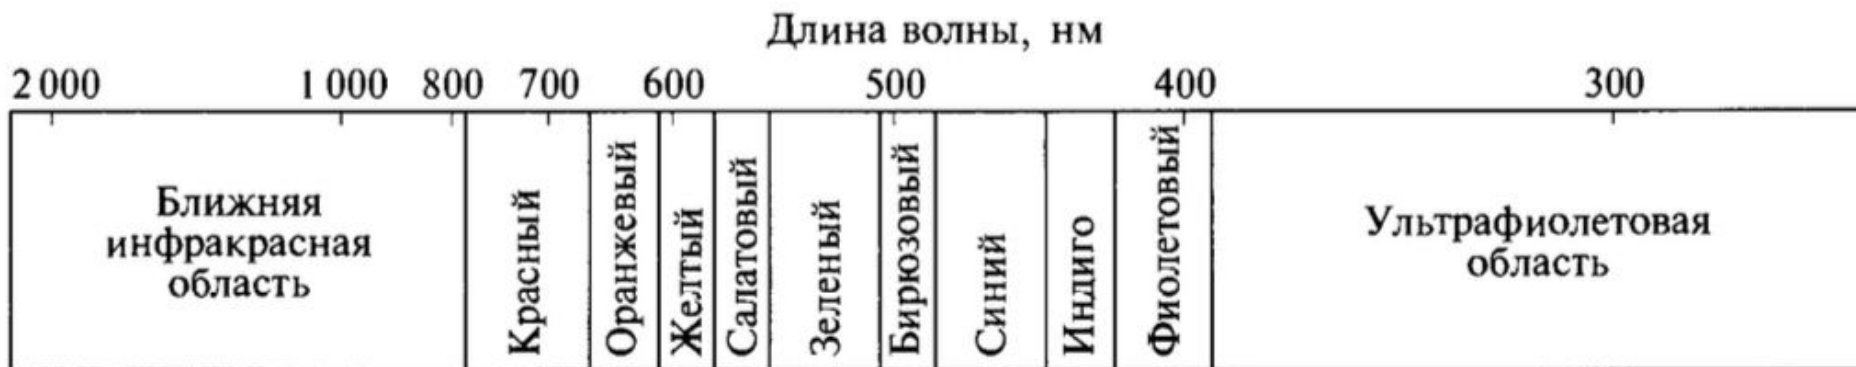 Длина волны, нм
2 000 1 000 800 700 600 500 400 300
Ближняя
инфракрасная
область
Красный
Оранжевый
Желтый
Салатовый
Зеленый
Бирюзовый
Синий
Индиго
Фиолетовый
Ультрафиолетовая
область